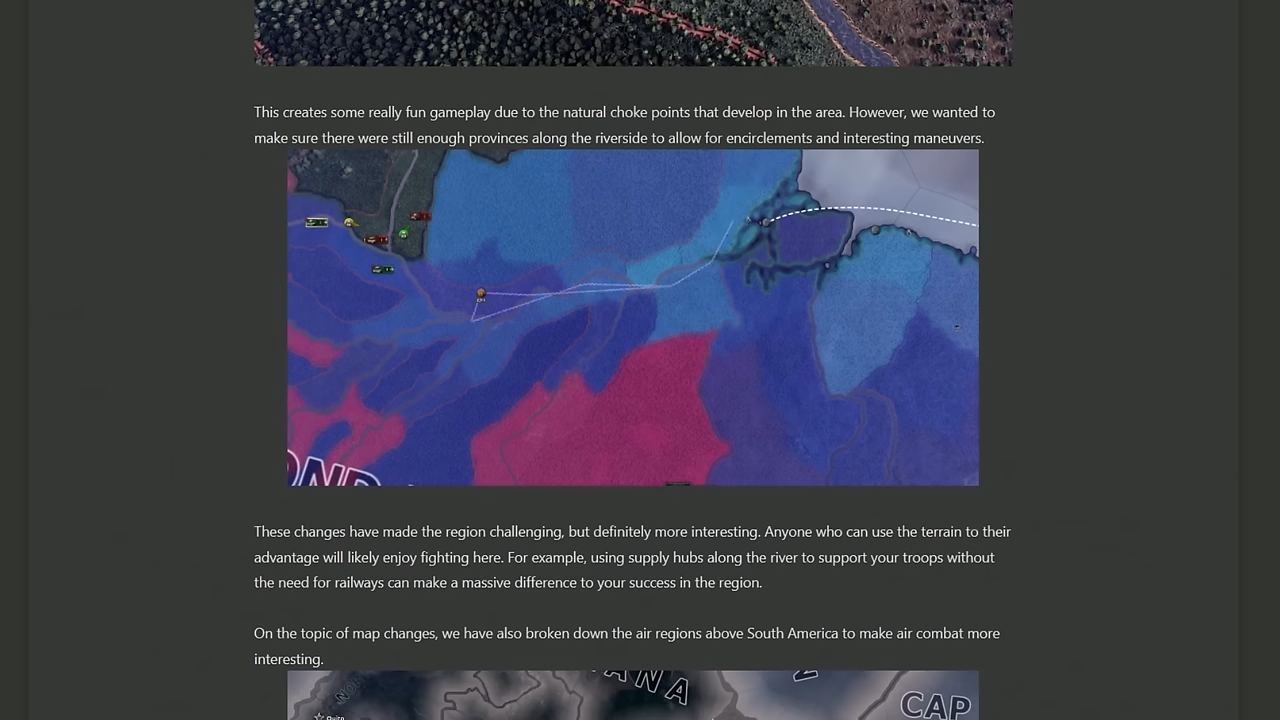 This creates some really fun gameplay due to the natural choke points that develop in the area. However, we wanted to
make sure there were still enough provinces along the riverside to allow for encirclements and interesting maneuvers.
These changes have made the region challenging, but definitely more interesting. Anyone who can use the terrain to their
advantage will likely enjoy fighting here. For example, using supply hubs along the river to support your troops without
the need for railways can make a massive difference to your success in the region.
On the topic of map changes, we have also broken down the air regions above South America to make air combat more
interesting.
ANA
CAP
Quito